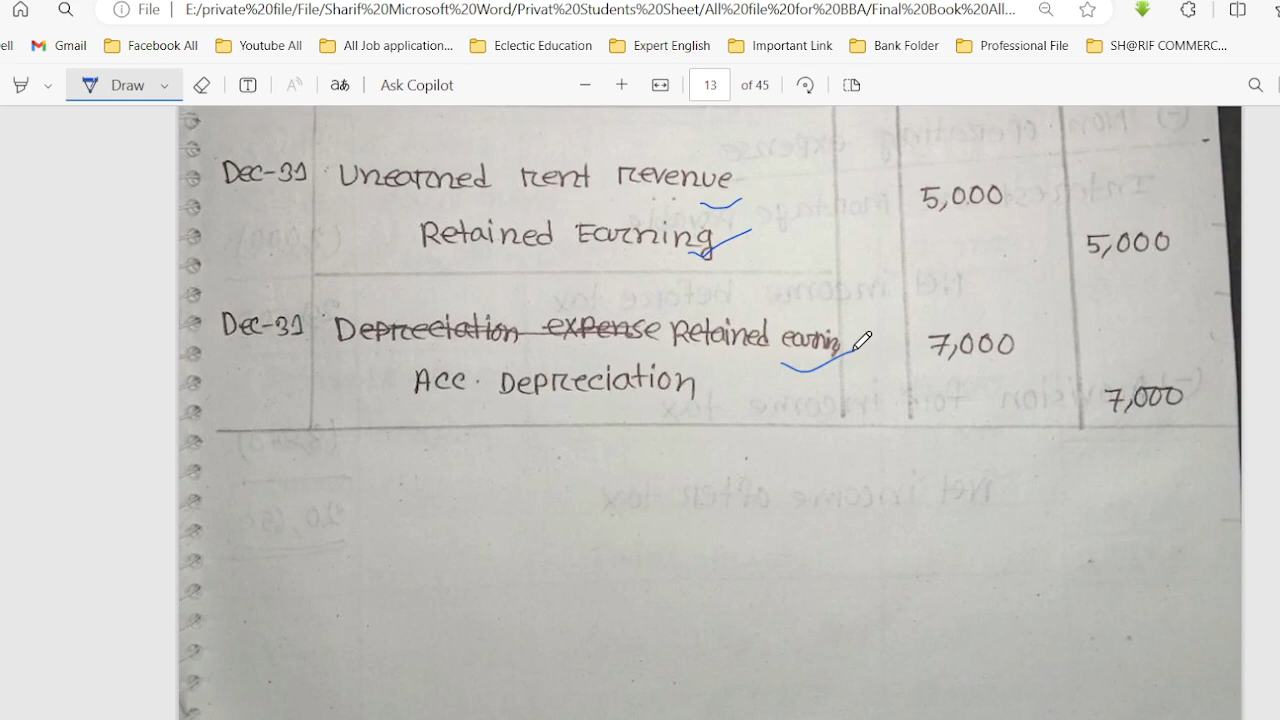 File E:/private%20file/File/Sharif%20Microsoft%20Word/Privat%20Students%20Sheet/All%20file%20for%20BBA/Final%20Book%20All...
ell Gmail Facebook All Youtube All All Job application... Eclectic Education Expert English Important Link Bank Folder Professional File SH@RIF COMMERC...
Draw Ask Copilot 13 of 45
Dec-31 Unearned rent revenue 5,000
Retained Earning 5,000
Dec-31 Depreciation expense Retained earning 7,000
Acc. Depreciation 7,000